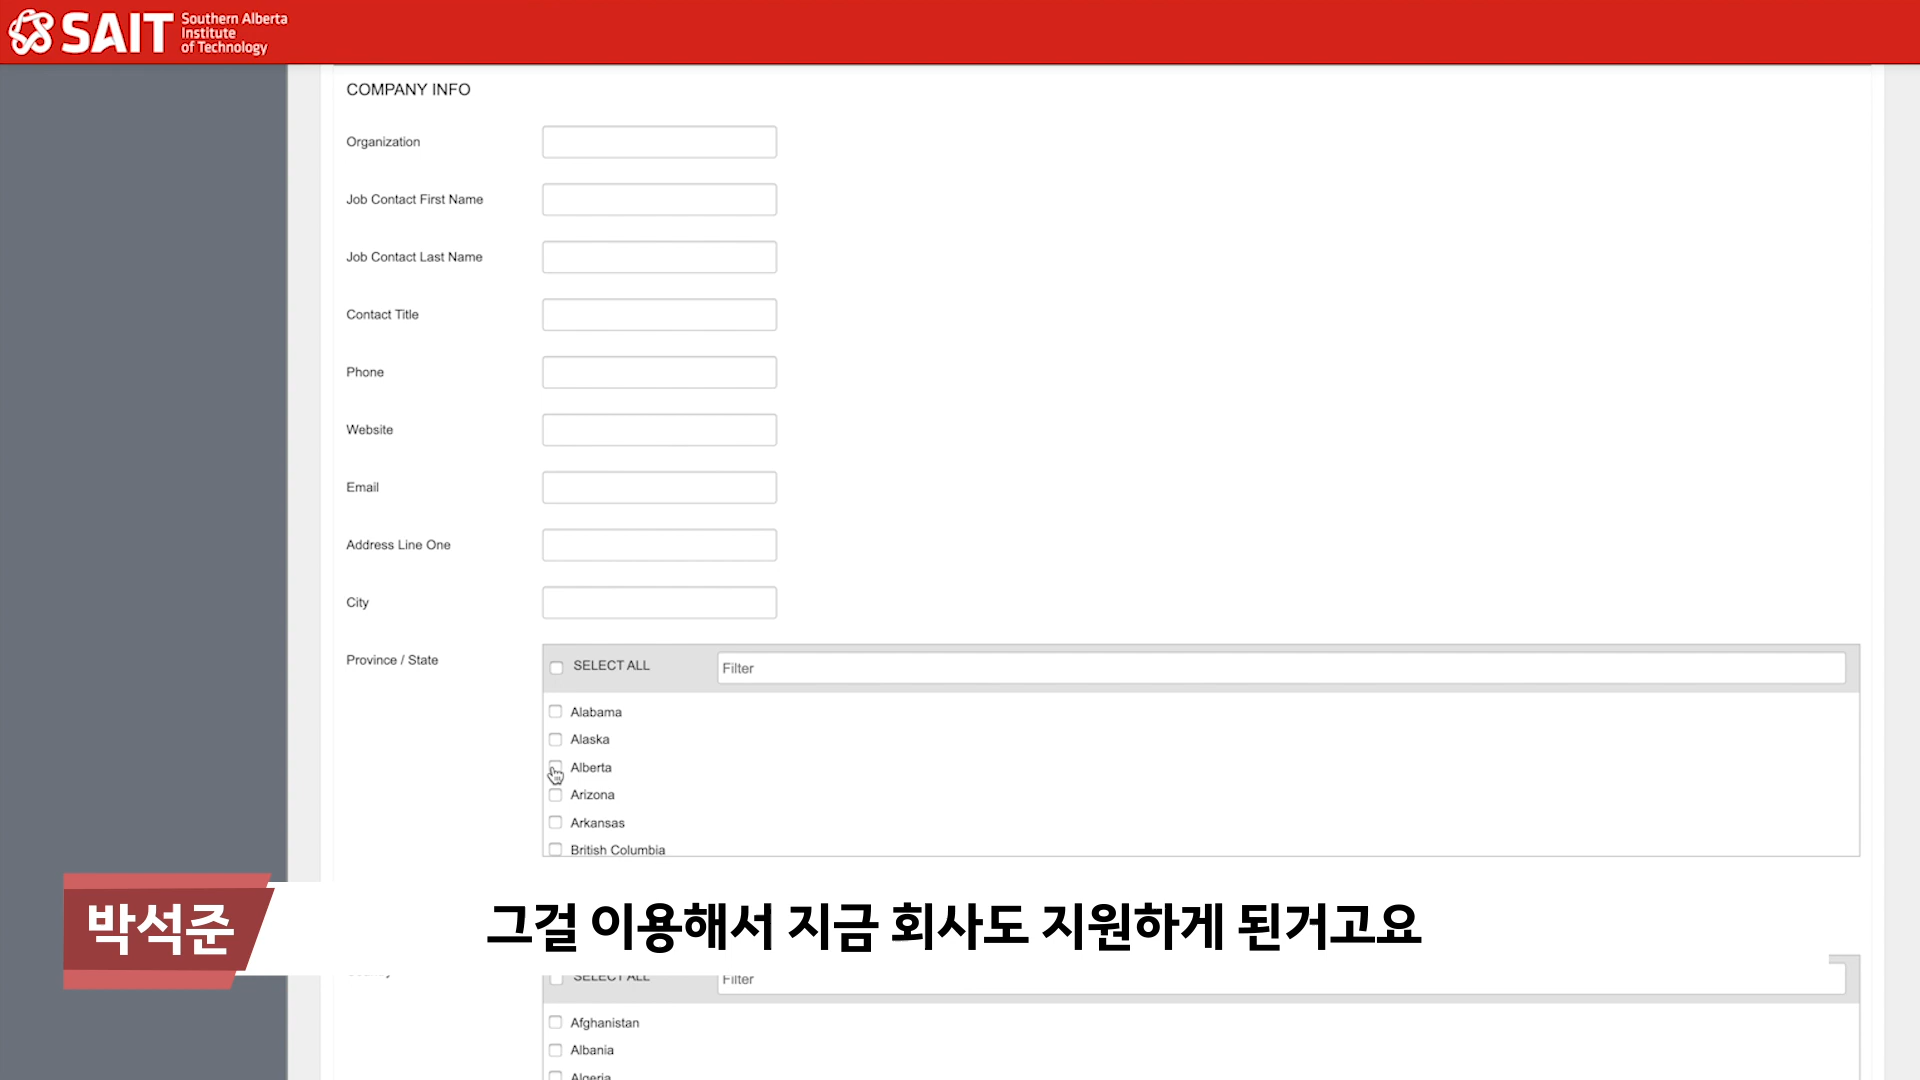 SAIT
Southern Alberta
Institute
of Technology
COMPANY INFO
Organization
Job Contact First Name
Job Contact Last Name
Contact Title
Phone
Website
Email
Address Line One
City
Province / State
SELECT ALL
Filter
Alabama
Alaska
Alberta
Arizona
Arkansas
British Columbia
박석준
그걸 이용해서 지금 회사도 지원하게 된거고요
SELECT ALL
Filter
Afghanistan
Albania
Algeria